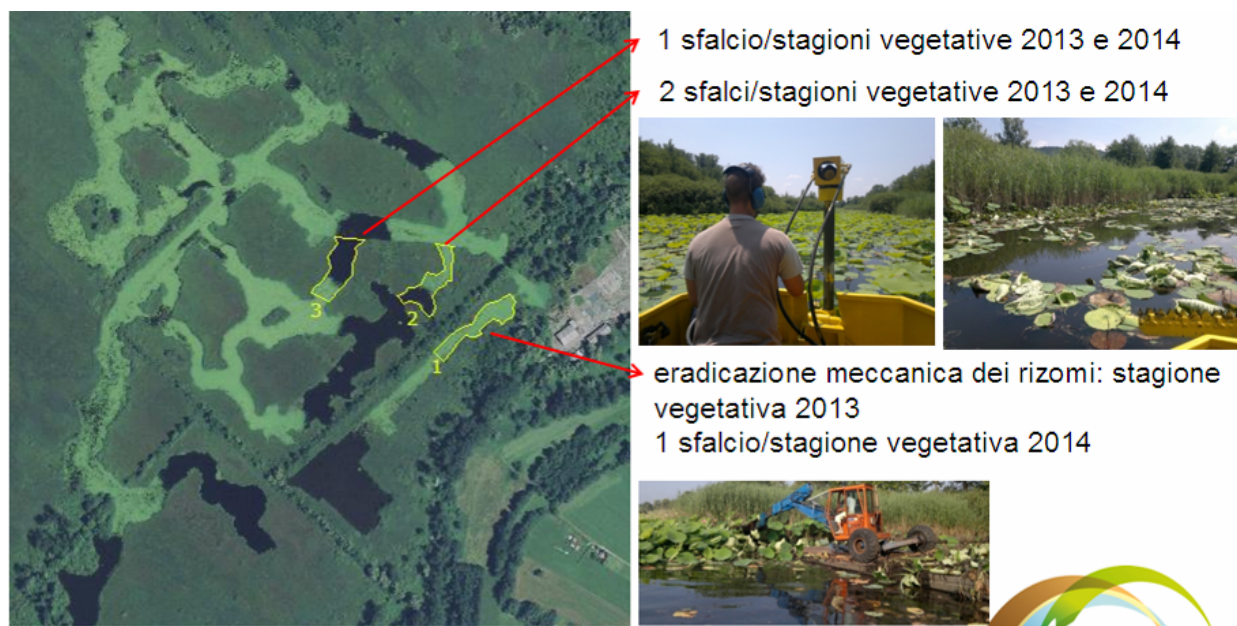 1 sfalcio/stagioni vegetative 2013 e 2014
2 sfalci/stagioni vegetative 2013 e 2014
3
2
1
eradicazione meccanica dei rizomi: stagione
vegetativa 2013
1 sfalcio/stagione vegetativa 2014